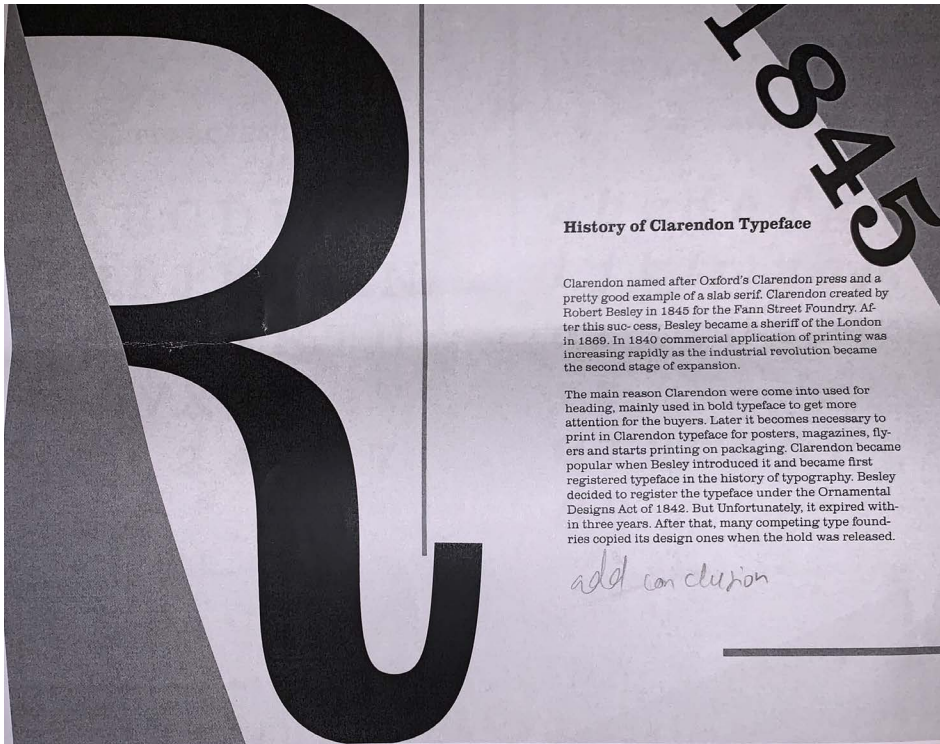 R
1845
History of Clarendon Typeface
Clarendon named after Oxford's Clarendon press and a
pretty good example of a slab serif. Clarendon created by
Robert Besley in 1845 for the Fann Street Foundry. Af-
ter this suc- cess, Besley became a sheriff of the London
in 1869. In 1840 commercial application of printing was
increasing rapidly as the industrial revolution became
the second stage of expansion.
The main reason Clarendon were come into used for
heading, mainly used in bold typeface to get more
attention for the buyers. Later it becomes necessary to
print in Clarendon typeface for posters, magazines, fly-
ers and starts printing on packaging. Clarendon became
popular when Besley introduced it and became first
registered typeface in the history of typography. Besley
decided to register the typeface under the Ornamental
Designs Act of 1842. But Unfortunately, it expired with-
in three years. After that, many competing type found-
ries copied its design ones when the hold was released.
add conclusion